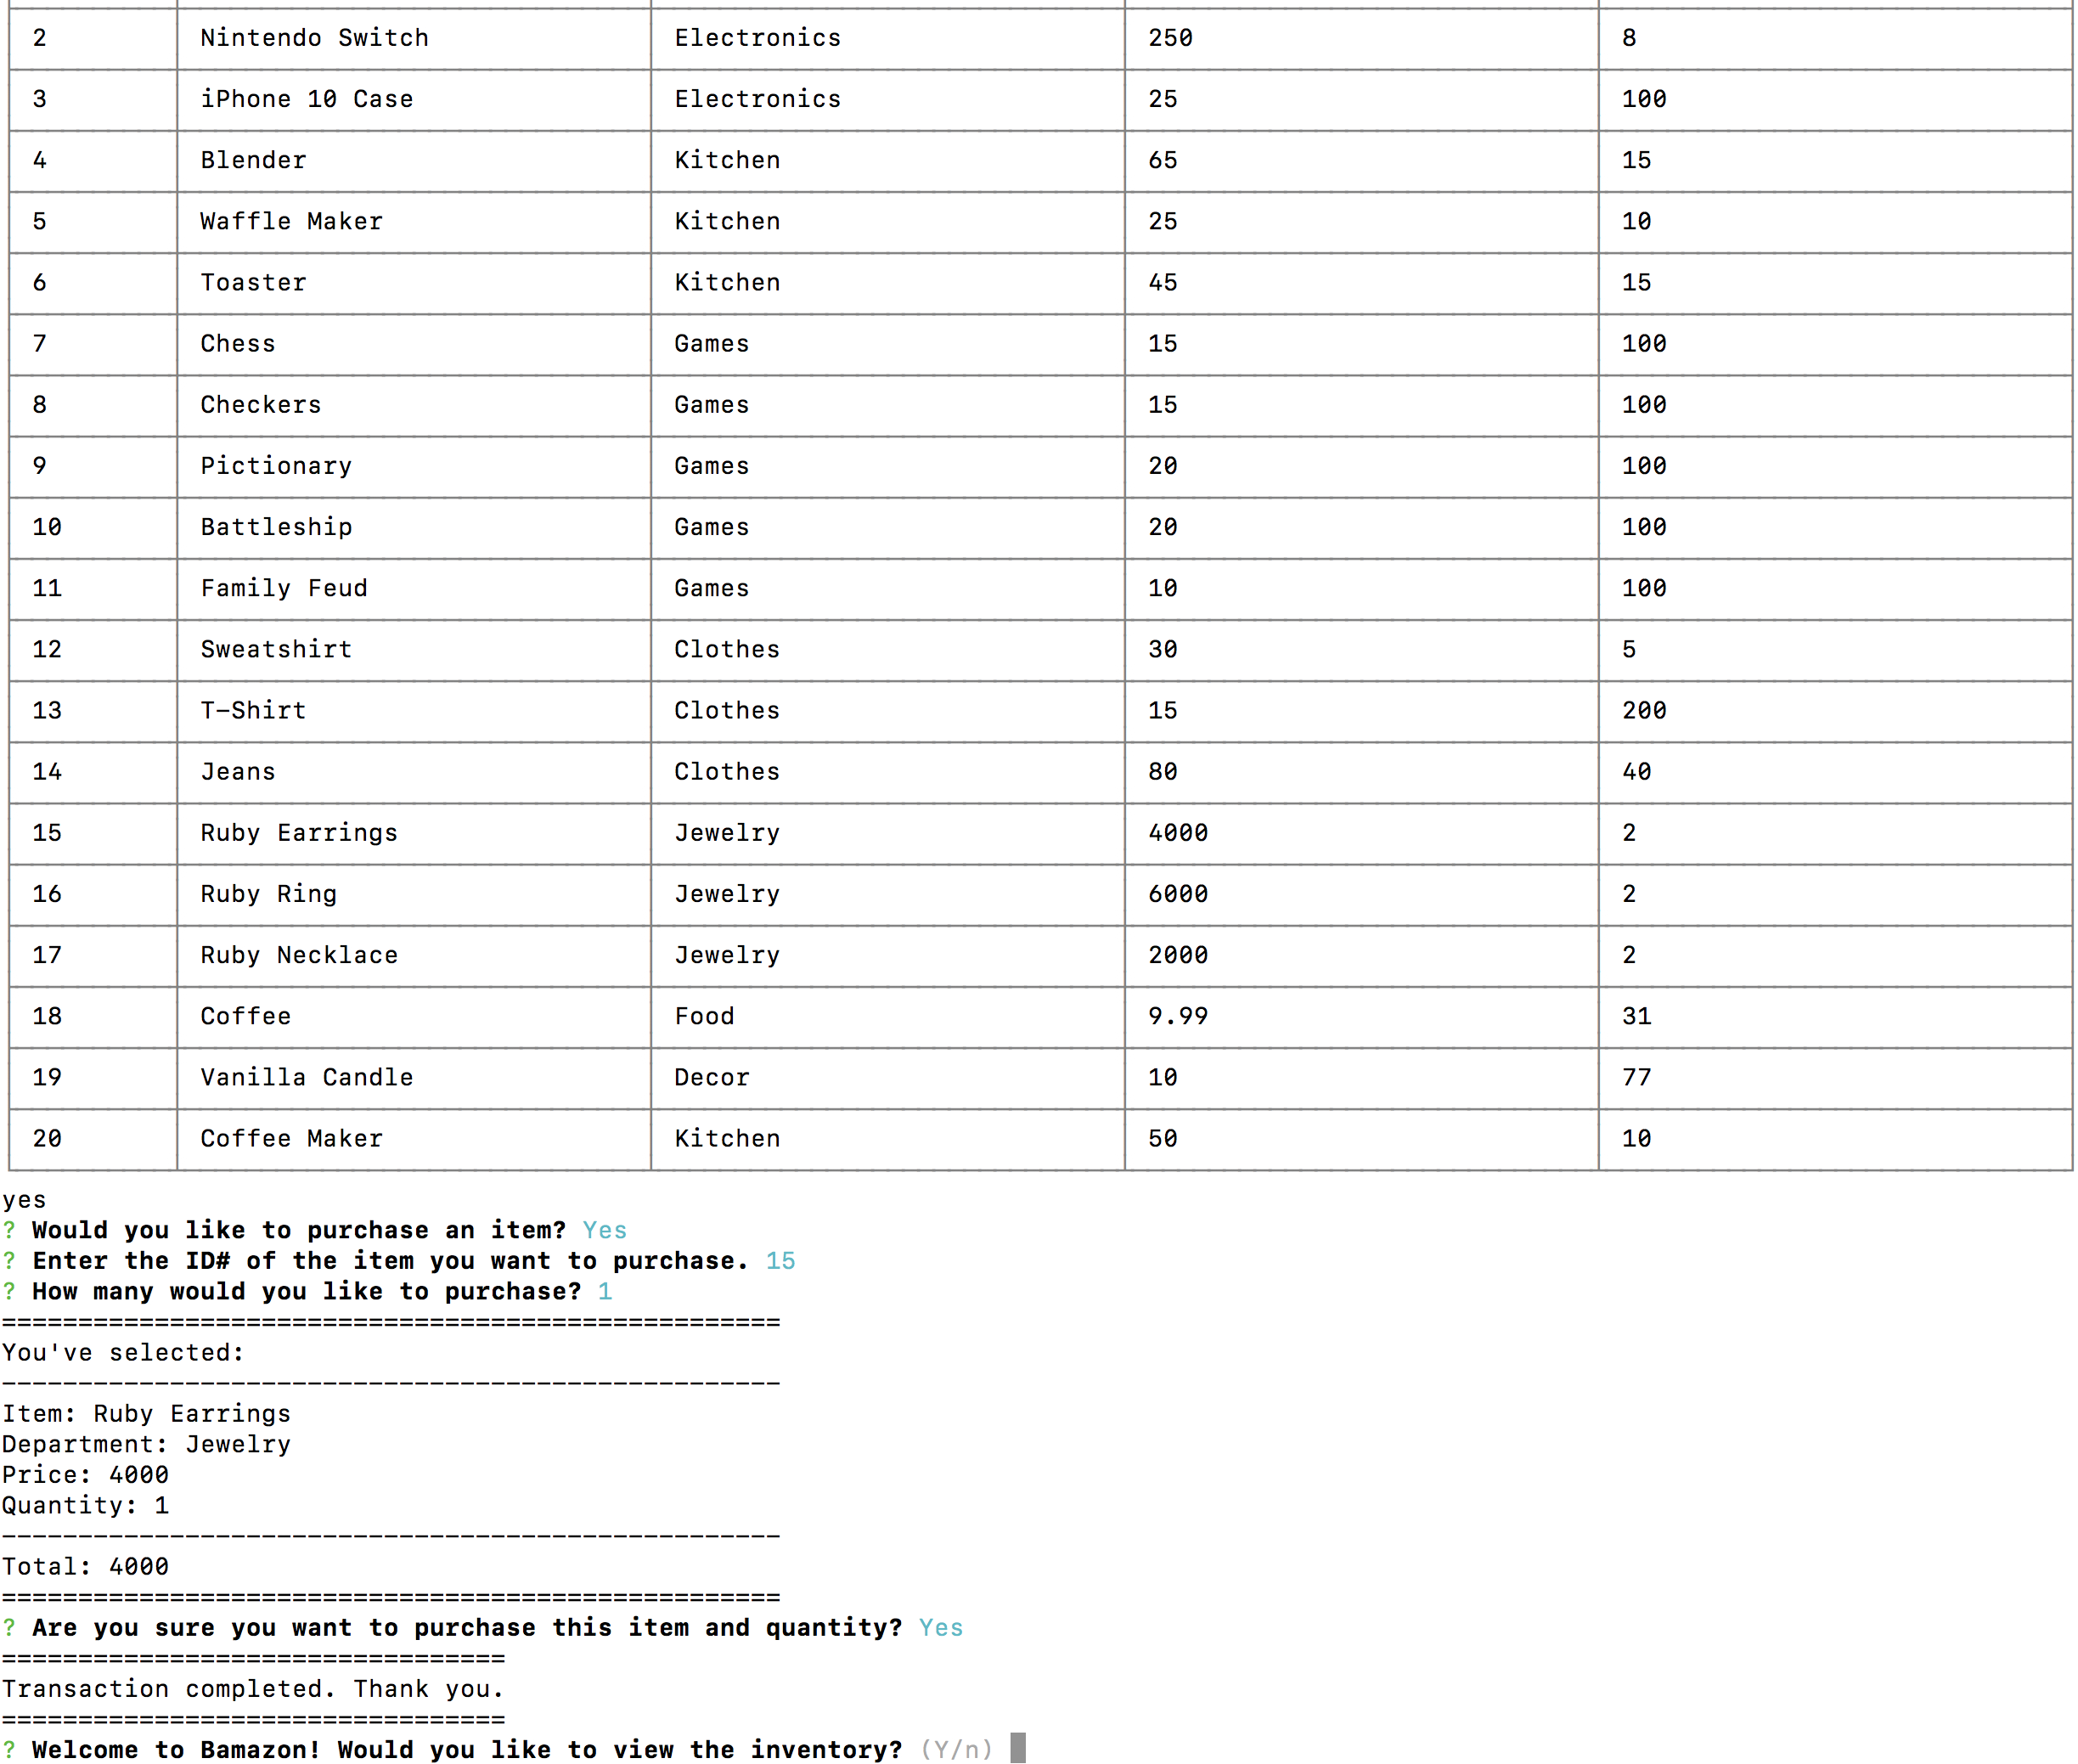 2 Nintendo Switch Electronics 250 8
3 iPhone 10 Case Electronics 25 100
4 Blender Kitchen 65 15
5 Waffle Maker Kitchen 25 10
6 Toaster Kitchen 45 15
7 Chess Games 15 100
8 Checkers Games 15 100
9 Pictionary Games 20 100
10 Battleship Games 20 100
11 Family Feud Games 10 100
12 Sweatshirt Clothes 30 5
13 T-Shirt Clothes 15 200
14 Jeans Clothes 80 40
15 Ruby Earrings Jewelry 4000 2
16 Ruby Ring Jewelry 6000 2
17 Ruby Necklace Jewelry 2000 2
18 Coffee Food 9.99 31
19 Vanilla Candle Decor 10 77
20 Coffee Maker Kitchen 50 10
yes
? Would you like to purchase an item? Yes
? Enter the ID# of the item you want to purchase. 15
? How many would you like to purchase? 1
===================================================
You've selected:
---------------------------------------------------
Item: Ruby Earrings
Department: Jewelry
Price: 4000
Quantity: 1
---------------------------------------------------
Total: 4000
===================================================
? Are you sure you want to purchase this item and quantity? Yes
=================================
Transaction completed. Thank you.
=================================
? Welcome to Bamazon! Would you like to view the inventory? (Y/n)